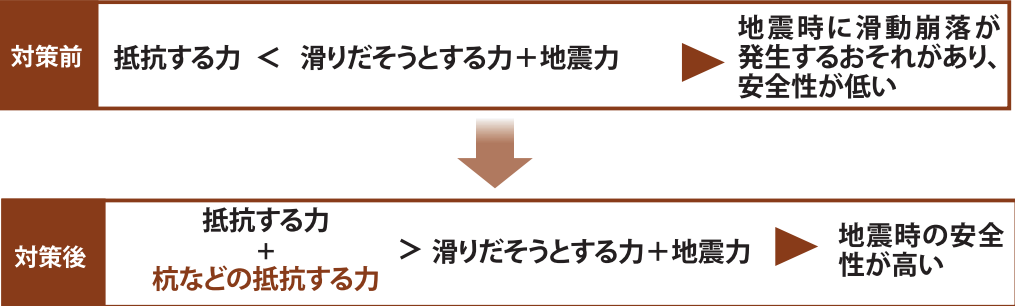 対策前
抵抗する力 < 滑りだそうとする力+地震力
地震時に滑動崩落が
発生するおそれがあり、
安全性が低い
対策後
抵抗する力
+
杭などの抵抗する力
> 滑りだそうとする力+地震力
地震時の安全
性が高い